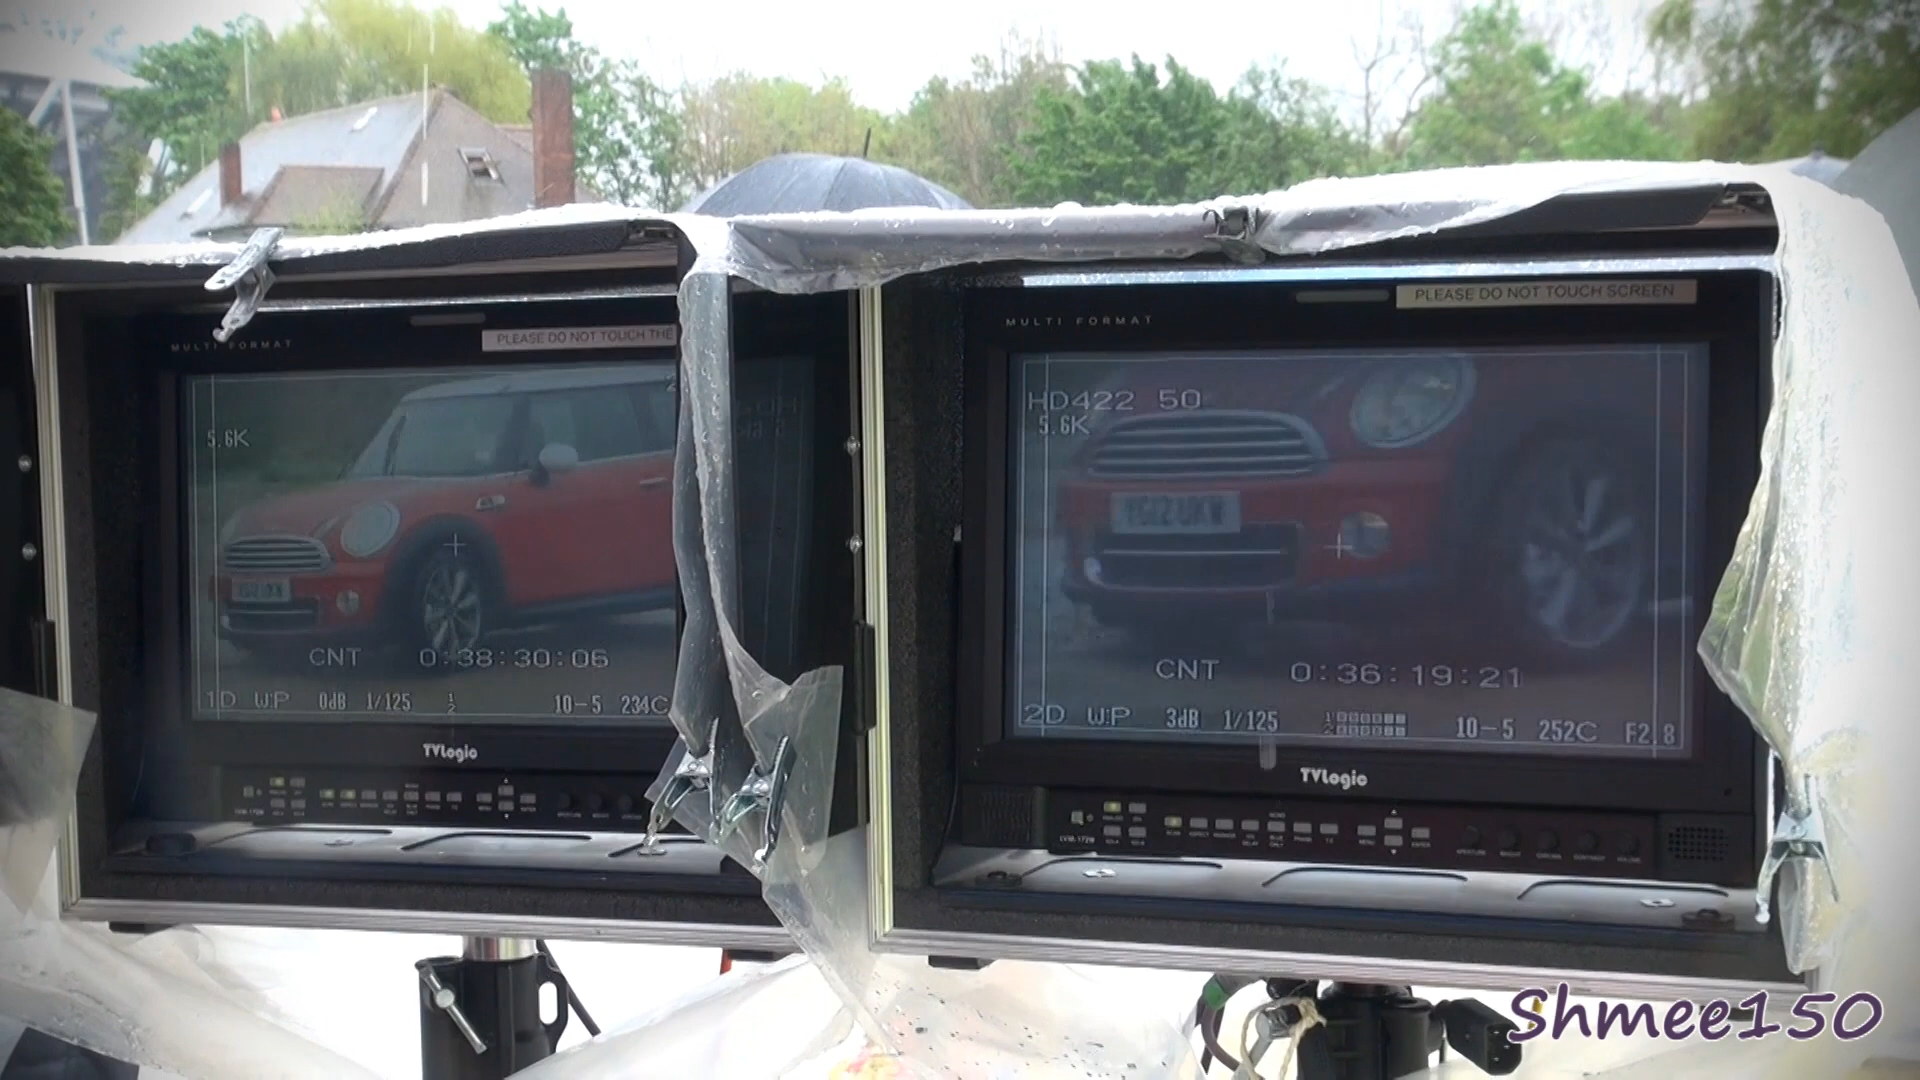 MULTI FORMAT
PLEASE DO NOT TOUCH THE
5.6K
CNT 0:38:30:06
1D W:P 0dB 1/125 1/2 10-5 234C
TVLogic
MULTI FORMAT
PLEASE DO NOT TOUCH SCREEN
HD422 50
5.6K
YG12 UKW
CNT 0:36:19:21
2D W:P 3dB 1/125 10-5 252C F2.8
TVLogic
Shmee150